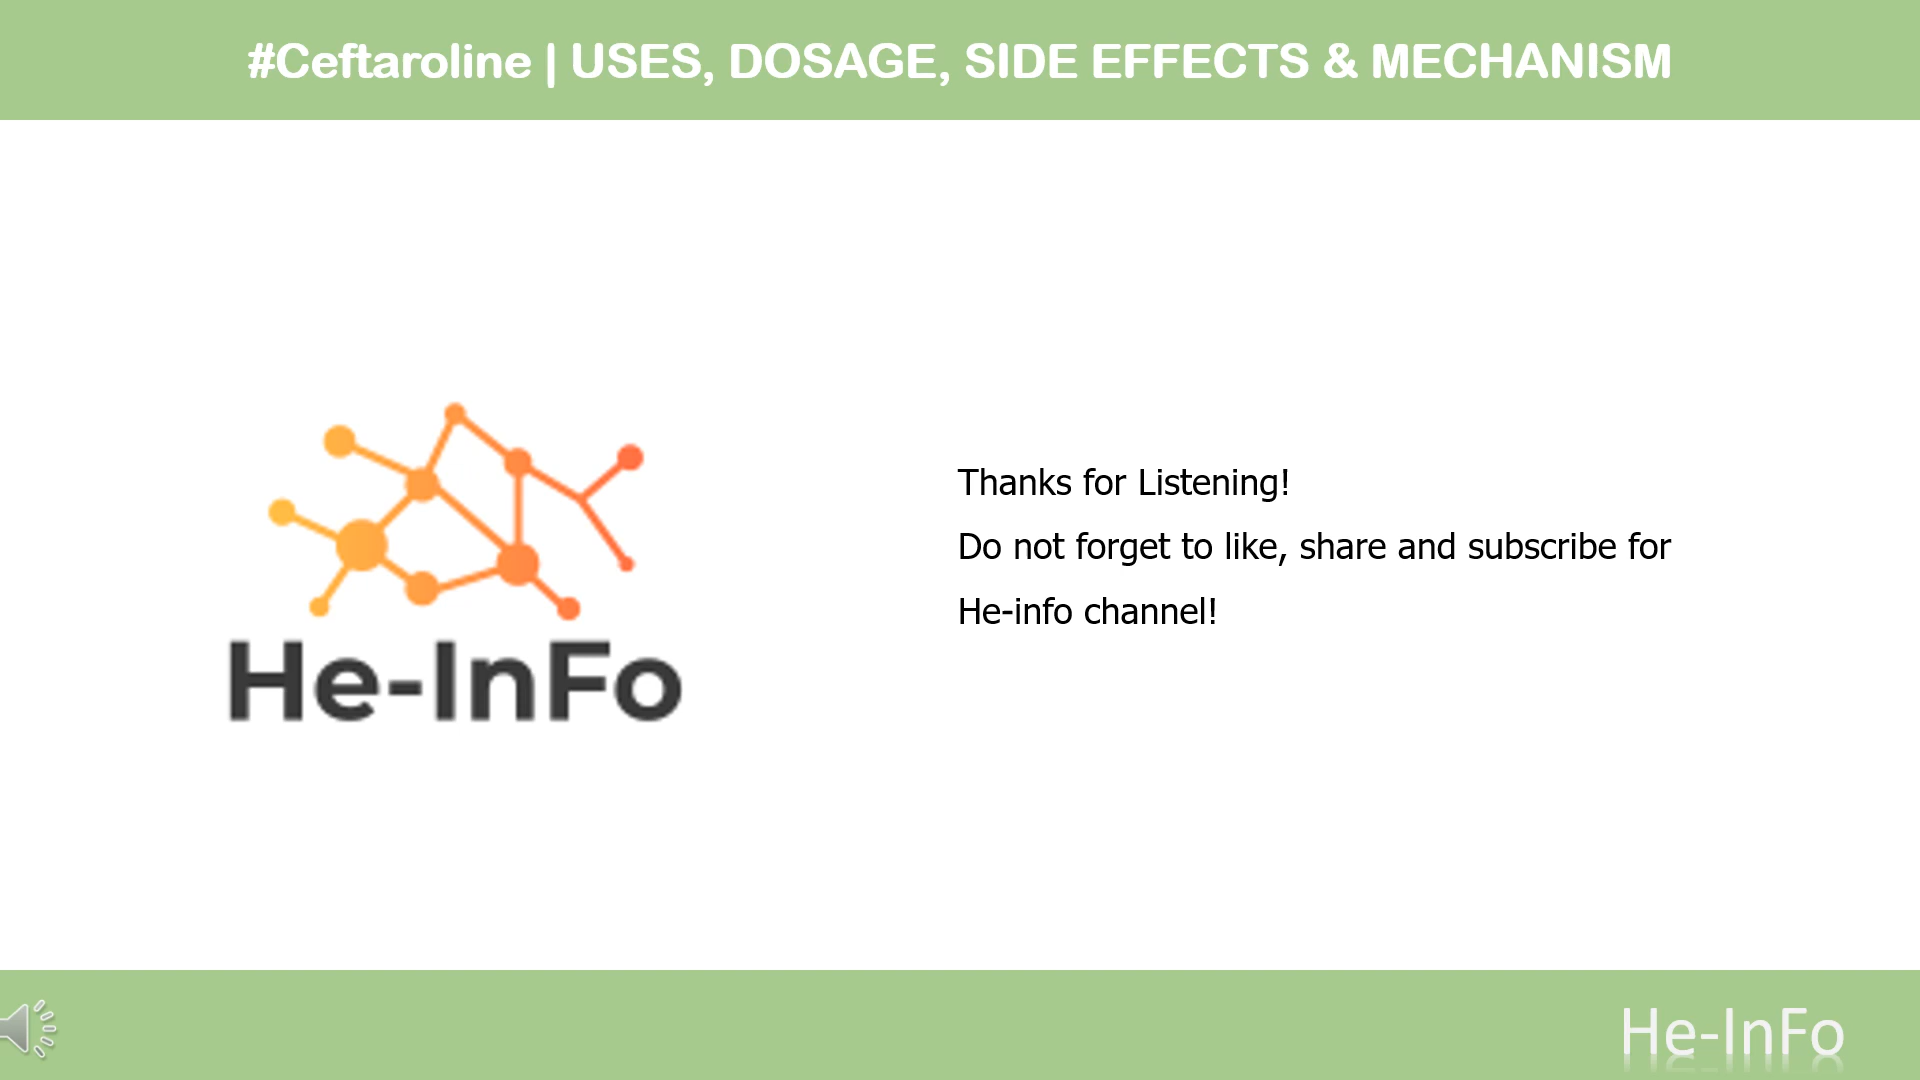 #Ceftaroline | USES, DOSAGE, SIDE EFFECTS & MECHANISM
He-InFo
Thanks for Listening!
Do not forget to like, share and subscribe for
He-info channel!
He-InFo